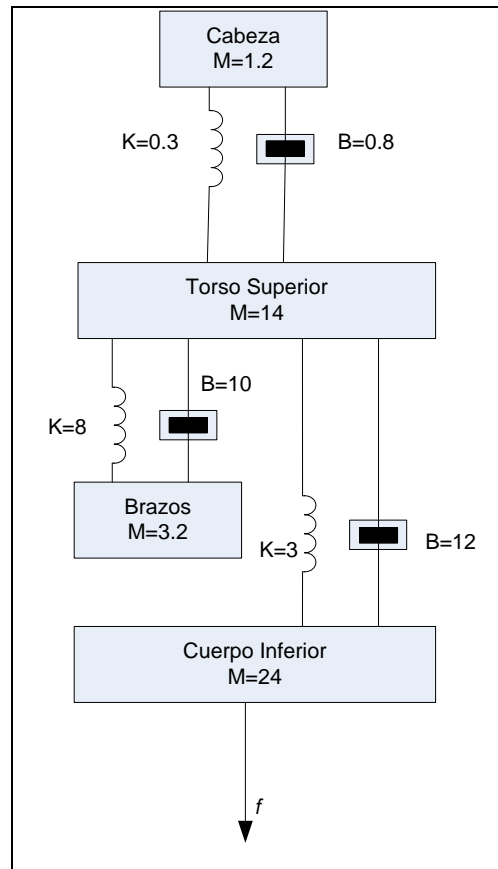 Cabeza
M=1.2
K=0.3
B=0.8
Torso Superior
M=14
B=10
K=8
Brazos
M=3.2
K=3
B=12
Cuerpo Inferior
M=24
f